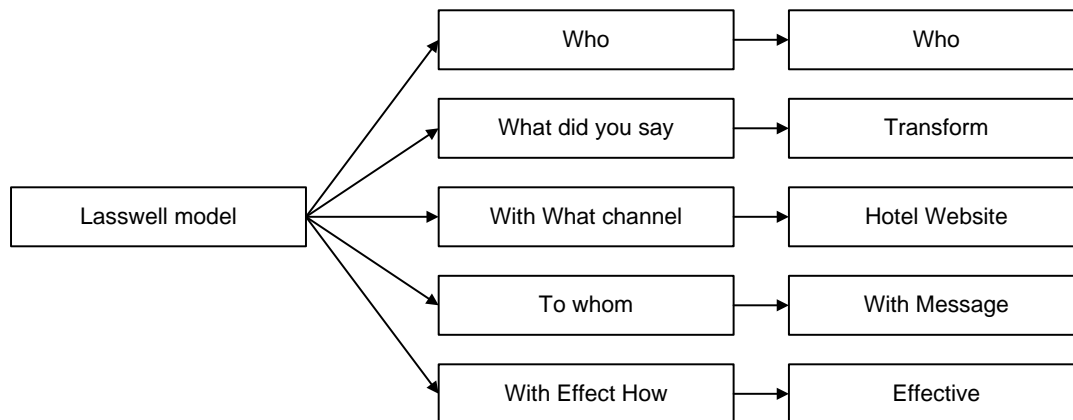 Who
Who
What did you say
Transform
Lasswell model
With What channel
Hotel Website
To whom
With Message
With Effect How
Effective